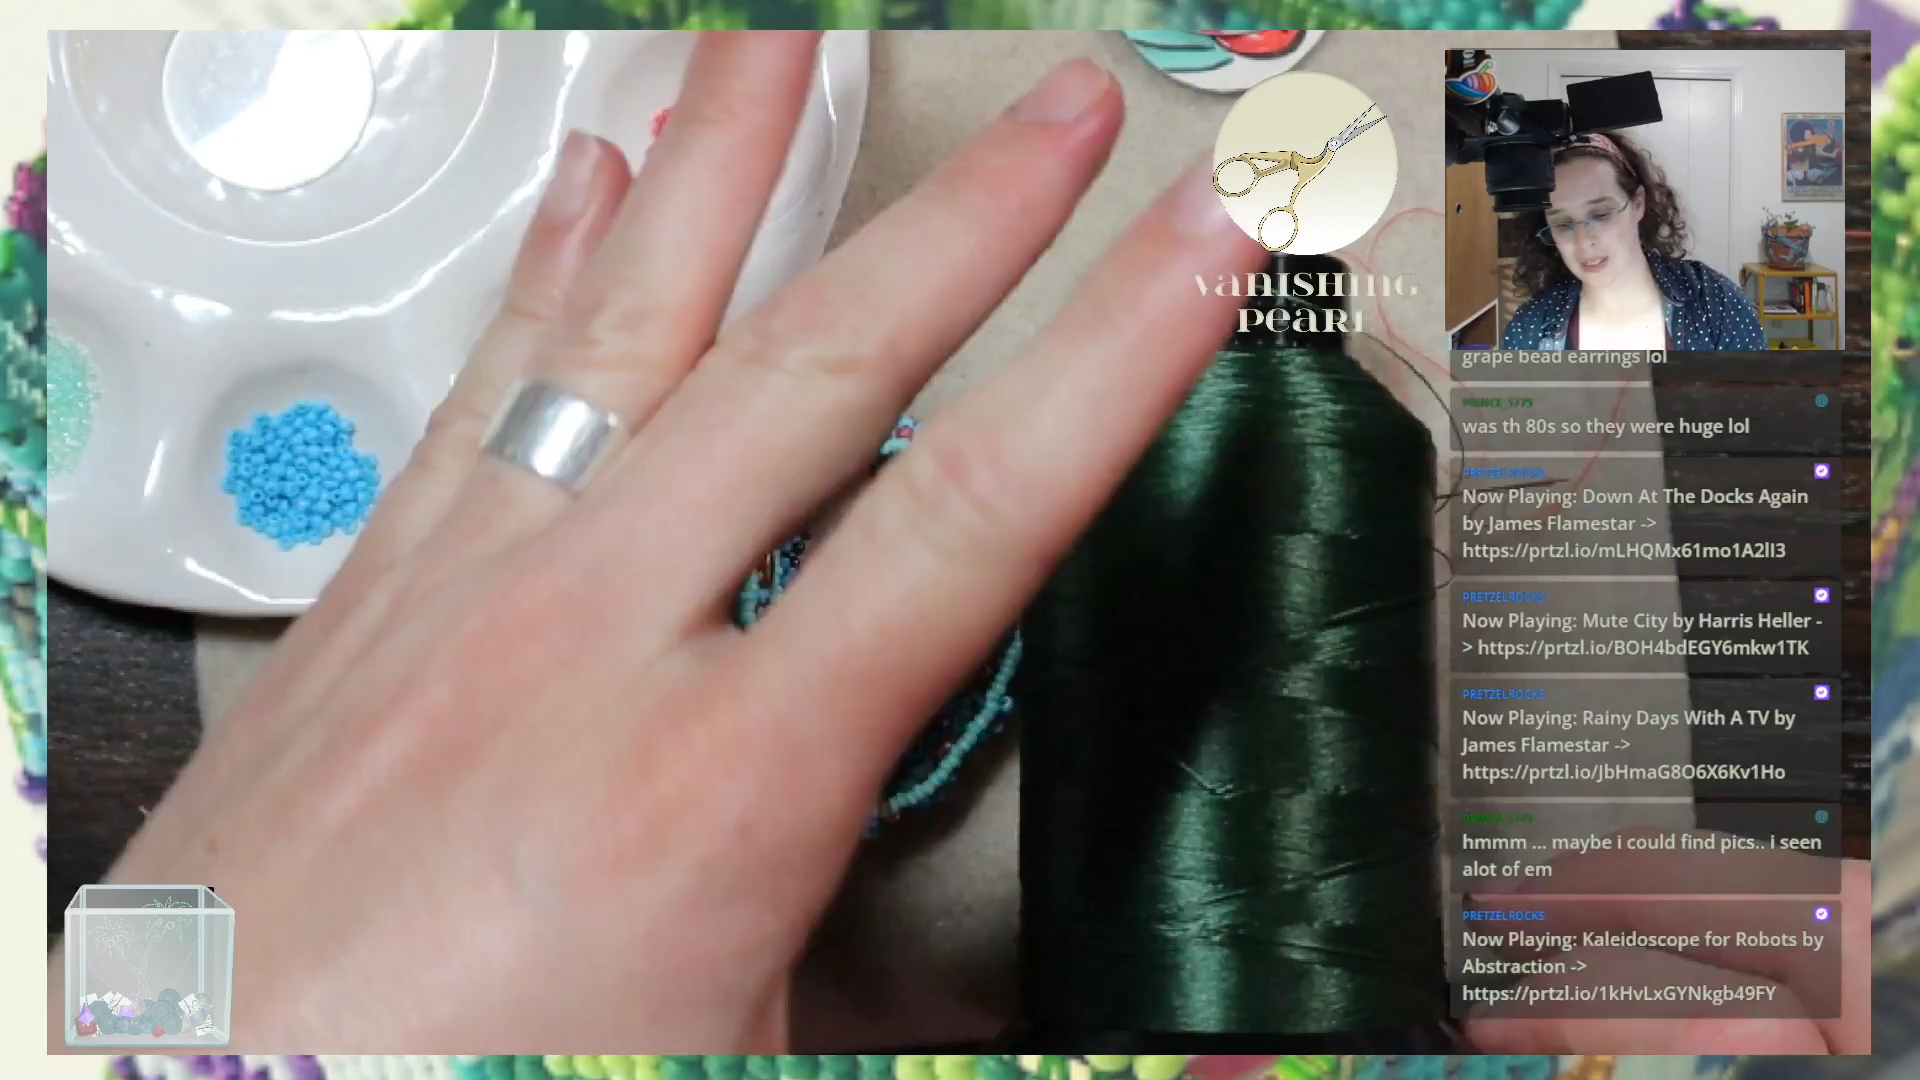 VANISHING
PEARL
grape bead earrings lol
PRINCE_5775
was th 80s so they were huge lol
PRETZELROCKS
Now Playing: Down At The Docks Again
by James Flamestar ->
https://prtzl.io/mLHQMx61mo1A2lI3
PRETZELROCKS
Now Playing: Mute City by Harris Heller -
> https://prtzl.io/BOH4bdEGY6mkw1TK
PRETZELROCKS
Now Playing: Rainy Days With A TV by
James Flamestar ->
https://prtzl.io/JbHmaG8O6X6Kv1Ho
PRINCE_5775
hmmm ... maybe i could find pics.. i seen
alot of em
PRETZELROCKS
Now Playing: Kaleidoscope for Robots by
Abstraction ->
https://prtzl.io/1kHvLxGYNkgb49FY